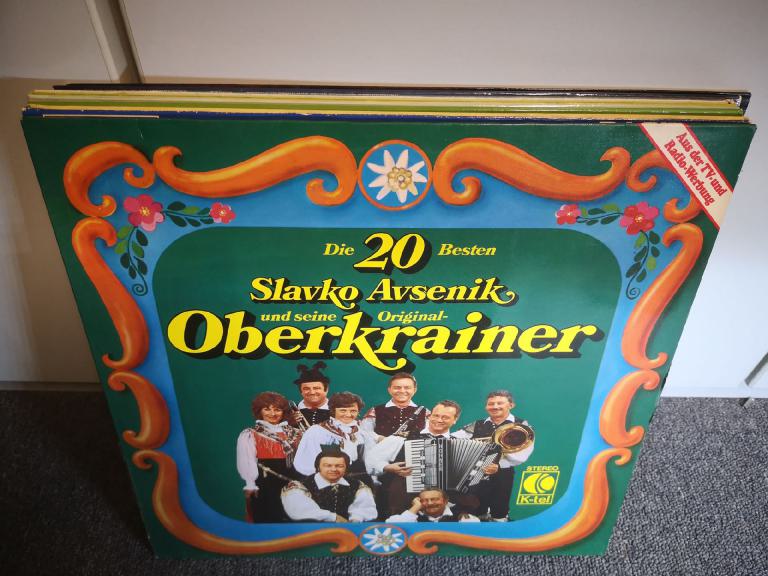 Aus der TV- und
Radio-Werbung
Die 20 Besten
Slavko Avsenik
und seine Original-
Oberkrainer
STEREO
K-tel